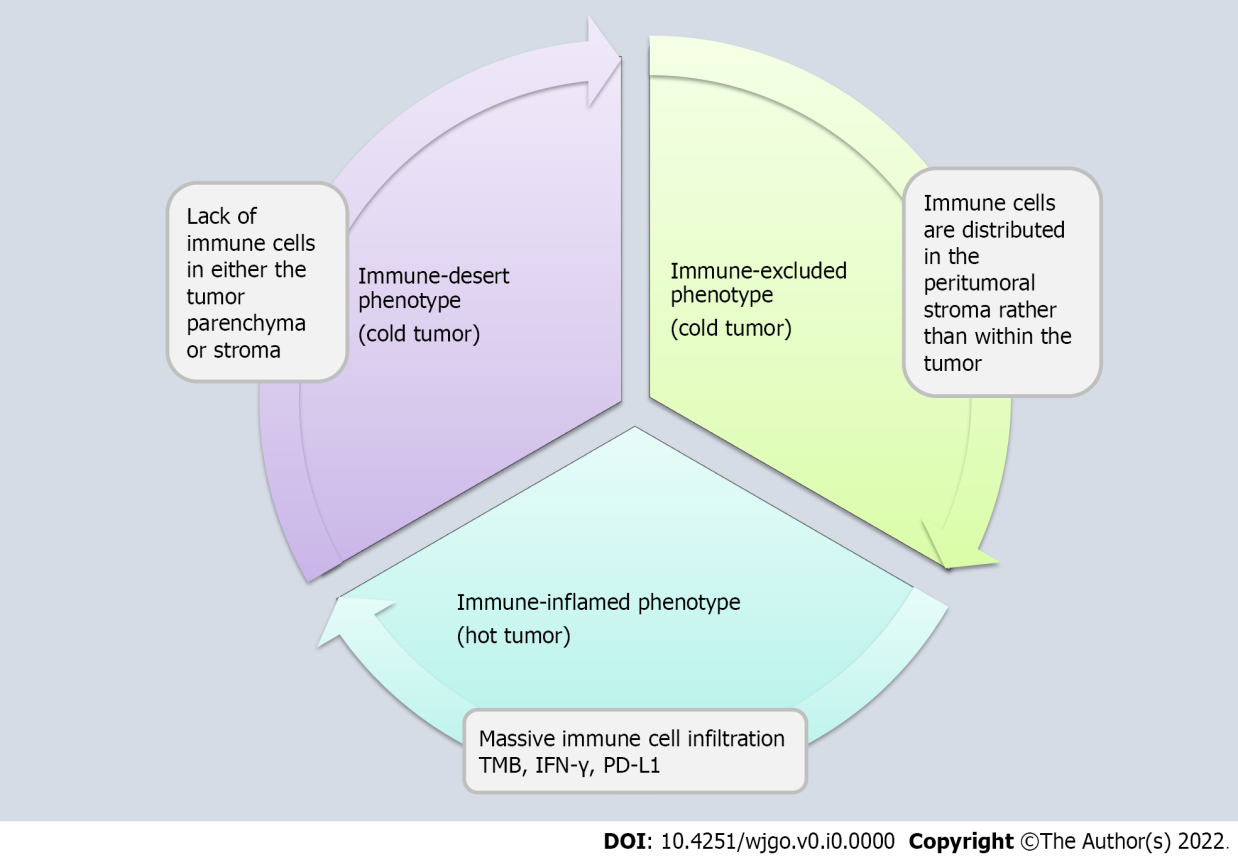 Lack of
immune cells
in either the
tumor
parenchyma
or stroma
Immune-desert
phenotype
(cold tumor)
Immune-excluded
phenotype
(cold tumor)
Immune cells
are distributed
in the
peritumoral
stroma rather
than within the
tumor
Immune-inflamed phenotype
(hot tumor)
Massive immune cell infiltration
TMB, IFN-γ, PD-L1
DOI: 10.4251/wjgo.v0.i0.0000 Copyright ©The Author(s) 2022.